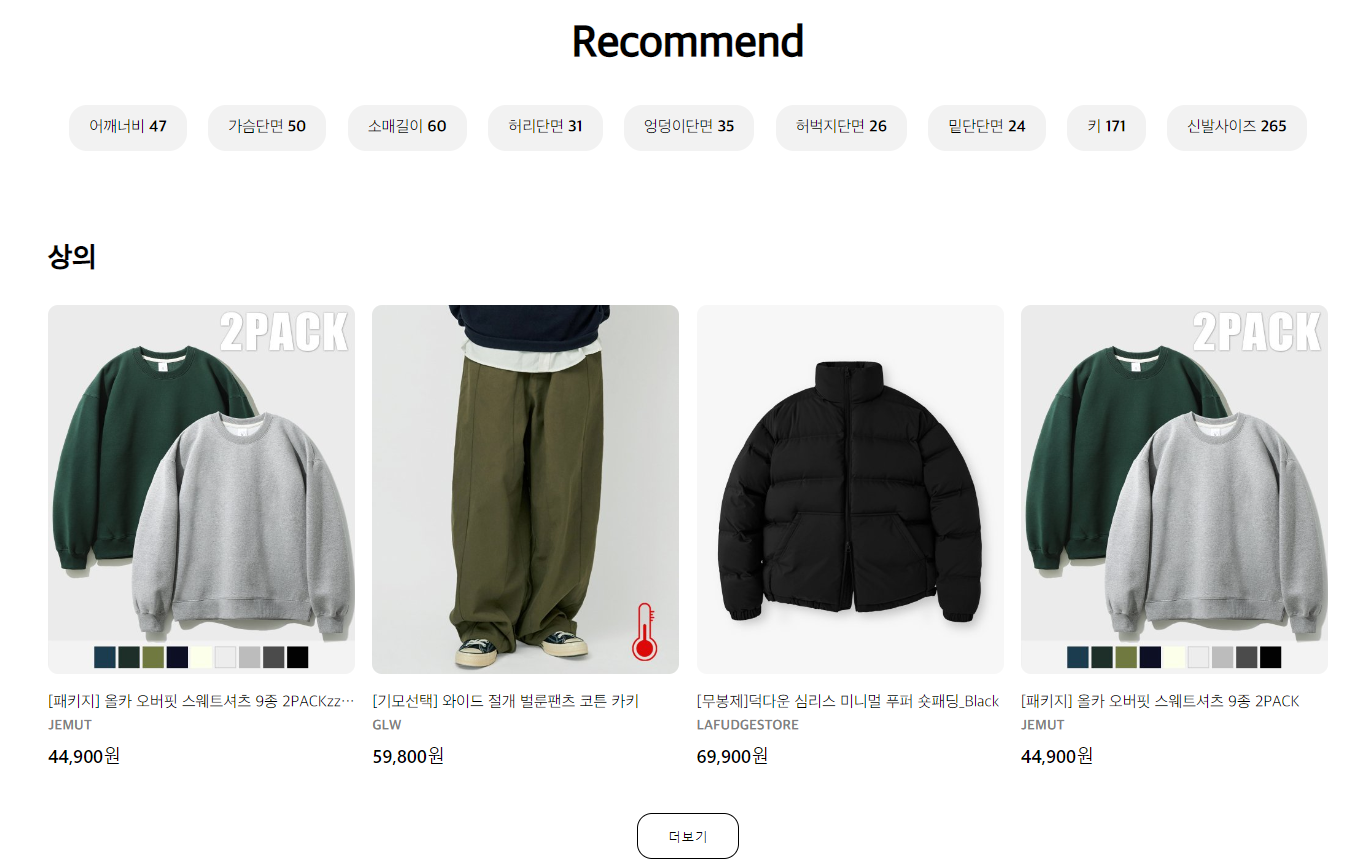 Recommend
어깨너비 47
가슴단면 50
소매길이 60
허리단면 31
엉덩이단면 35
허벅지단면 26
밑단단면 24
키 171
신발사이즈 265
상의
2PACK
2PACK
[패키지] 올카 오버핏 스웨트셔츠 9종 2PACKzz…
JEMUT
44,900원
[기모선택] 와이드 절개 벌룬팬츠 코튼 카키
GLW
59,800원
[무봉제]덕다운 심리스 미니멀 푸퍼 숏패딩_Black
LAFUDGESTORE
69,900원
[패키지] 올카 오버핏 스웨트셔츠 9종 2PACK
JEMUT
44,900원
더보기